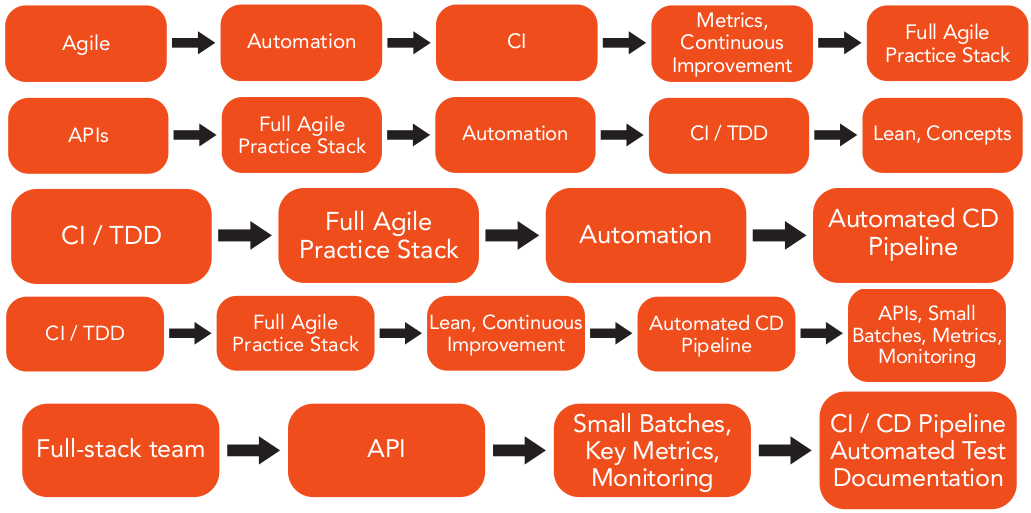 Agile
Automation
CI
Metrics,
Continuous
Improvement
Full Agile
Practice Stack
APIs
Full Agile
Practice Stack
Automation
CI / TDD
Lean, Concepts
CI / TDD
Full Agile
Practice Stack
Automation
Automated CD
Pipeline
CI / TDD
Full Agile
Practice Stack
Lean, Continuous
Improvement
Automated CD
Pipeline
APIs, Small
Batches, Metrics,
Monitoring
Full-stack team
API
Small Batches,
Key Metrics,
Monitoring
CI / CD Pipeline
Automated Test
Documentation